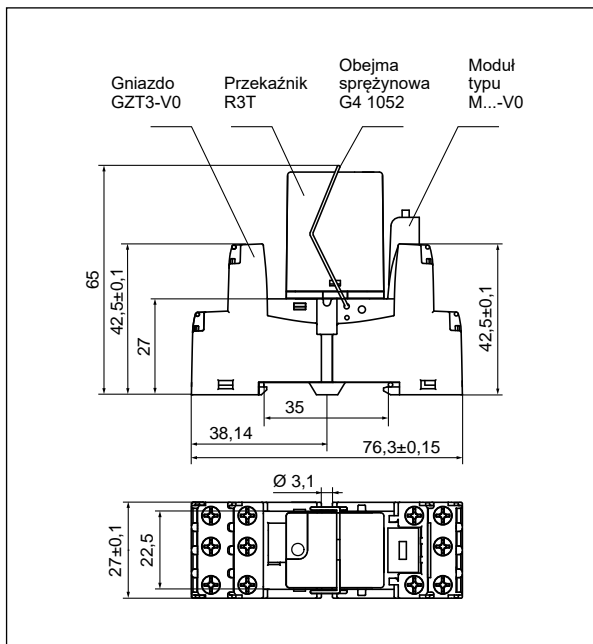 Gniazdo
GZT3-V0
Przekaźnik
R3T
Obejma
sprężynowa
G4 1052
Moduł
typu
M...-V0
65
42,5±0,1
27
42,5±0,1
35
38,14
76,3±0,15
Ø 3,1
27±0,1
22,5